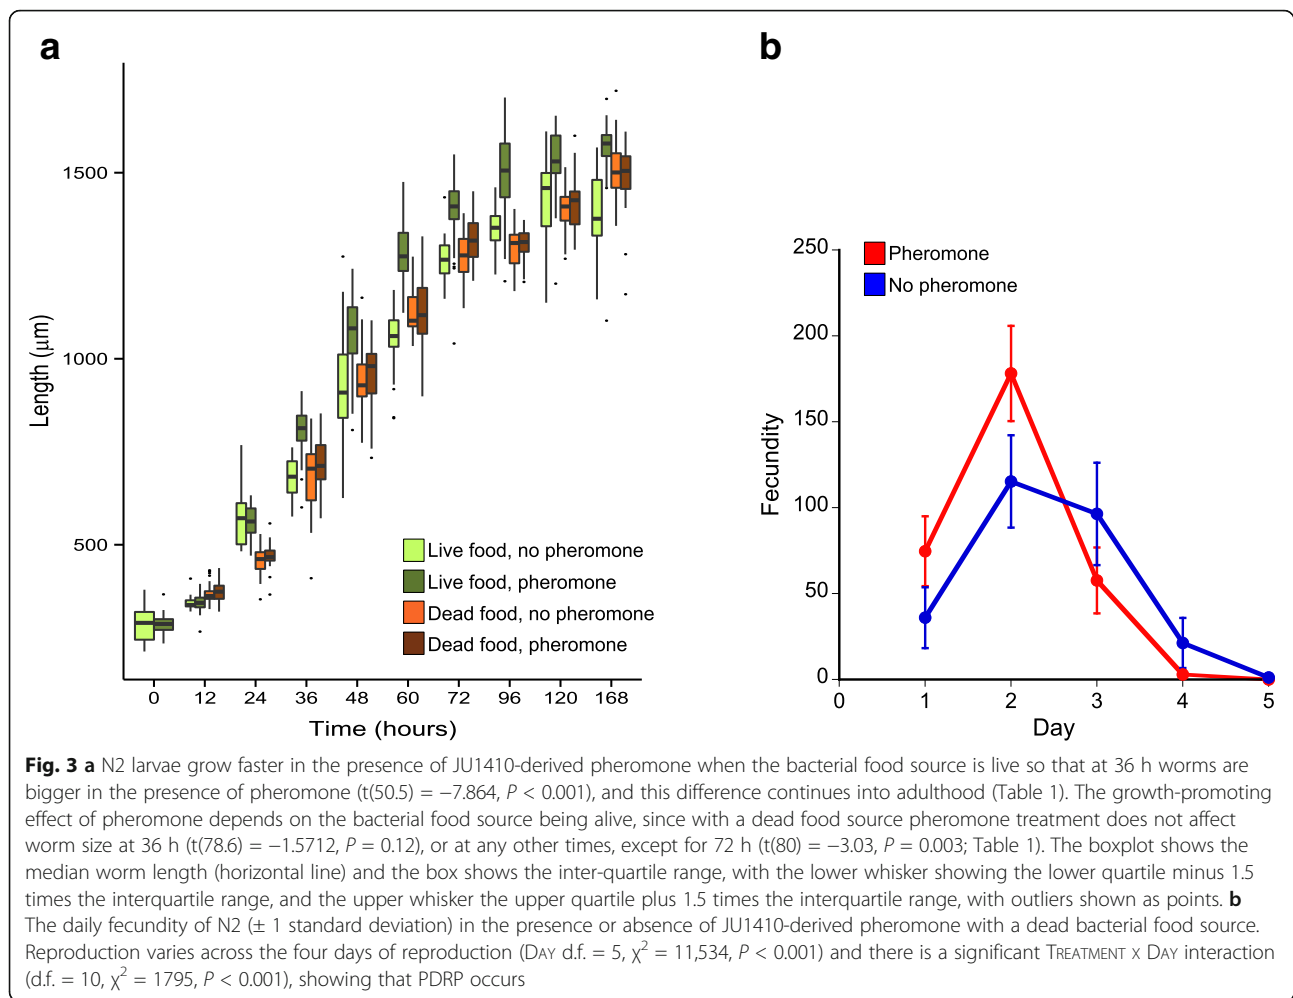 a
b
1500
1000
500
Length (µm)
Live food, no pheromone
Live food, pheromone
Dead food, no pheromone
Dead food, pheromone
0 12 24 36 48 60 72 96 120 168
Time (hours)
250
200
150
100
50
0
Fecundity
Pheromone
No pheromone
0 1 2 3 4 5
Day
Fig. 3 a N2 larvae grow faster in the presence of JU1410-derived pheromone when the bacterial food source is live so that at 36 h worms are
bigger in the presence of pheromone (t(50.5) = −7.864, P < 0.001), and this difference continues into adulthood (Table 1). The growth-promoting
effect of pheromone depends on the bacterial food source being alive, since with a dead food source pheromone treatment does not affect
worm size at 36 h (t(78.6) = −1.5712, P = 0.12), or at any other times, except for 72 h (t(80) = −3.03, P = 0.003; Table 1). The boxplot shows the
median worm length (horizontal line) and the box shows the inter-quartile range, with the lower whisker showing the lower quartile minus 1.5
times the interquartile range, and the upper whisker the upper quartile plus 1.5 times the interquartile range, with outliers shown as points. b
The daily fecundity of N2 (± 1 standard deviation) in the presence or absence of JU1410-derived pheromone with a dead bacterial food source.
Reproduction varies across the four days of reproduction (DAY d.f. = 5, χ² = 11,534, P < 0.001) and there is a significant TREATMENT X DAY interaction
(d.f. = 10, χ² = 1795, P < 0.001), showing that PDRP occurs